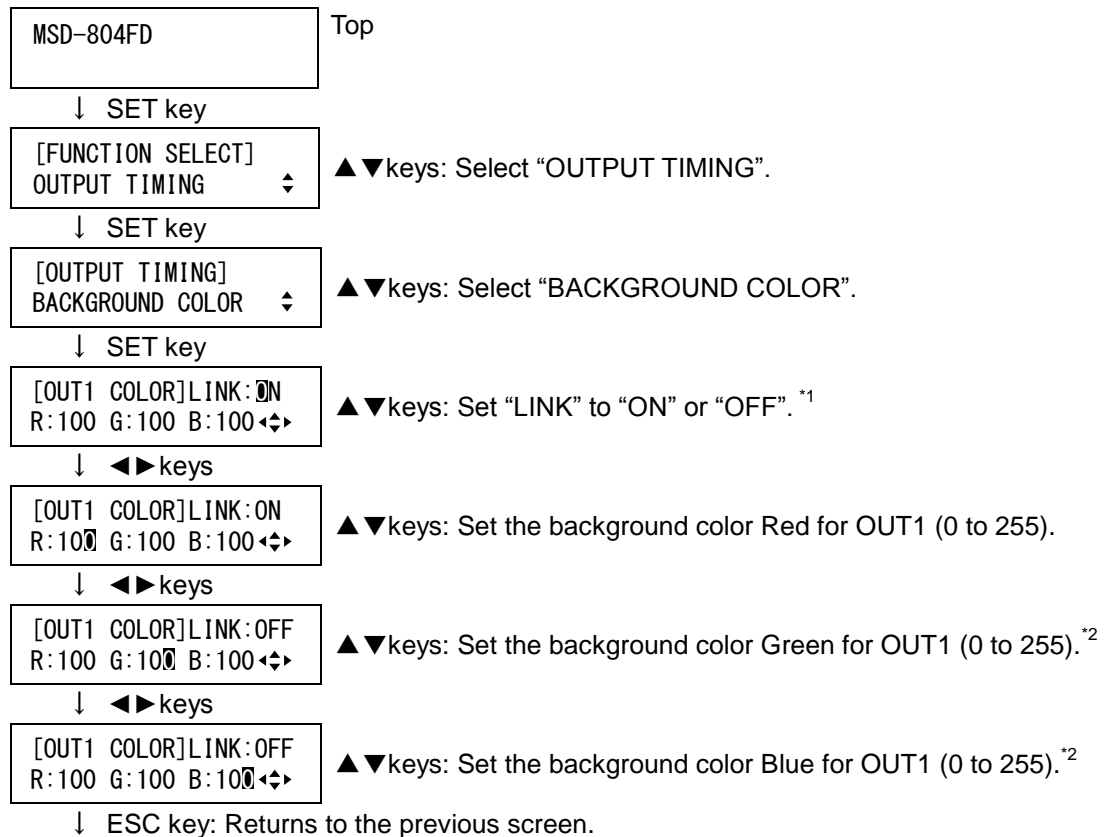 MSD-804FD
Top
↓ SET key
[FUNCTION SELECT]
OUTPUT TIMING
▲▼keys: Select “OUTPUT TIMING”.
↓ SET key
[OUTPUT TIMING]
BACKGROUND COLOR
▲▼keys: Select “BACKGROUND COLOR”.
↓ SET key
[OUT1 COLOR]LINK:ON
R:100 G:100 B:100
▲▼keys: Set “LINK” to “ON” or “OFF”. *1
↓ ◄►keys
[OUT1 COLOR]LINK:ON
R:100 G:100 B:100
▲▼keys: Set the background color Red for OUT1 (0 to 255).
↓ ◄►keys
[OUT1 COLOR]LINK:OFF
R:100 G:100 B:100
▲▼keys: Set the background color Green for OUT1 (0 to 255).*2
↓ ◄►keys
[OUT1 COLOR]LINK:OFF
R:100 G:100 B:100
▲▼keys: Set the background color Blue for OUT1 (0 to 255).*2
↓ ESC key: Returns to the previous screen.